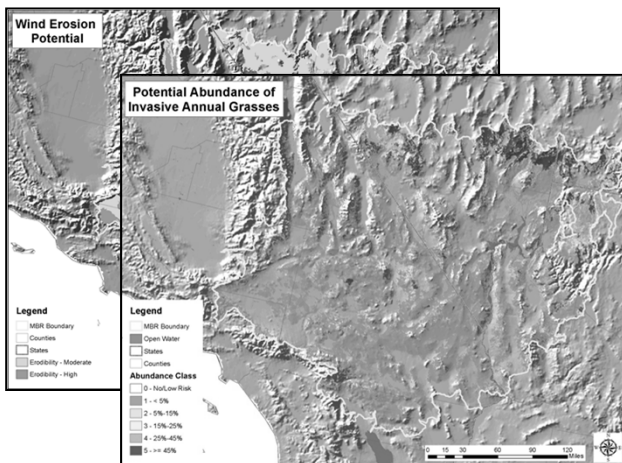 Wind Erosion
Potential
Legend
MBR Boundary
Counties
States
Erodibility - Moderate
Erodibility - High
Potential Abundance of
Invasive Annual Grasses
Legend
MBR Boundary
Open Water
States
Counties
Abundance Class
0 - No/Low Risk
1 - < 5%
2 - 5%-15%
3 - 15%-25%
4 - 25%-45%
5 - >= 45%
0 15 30 60 90 120
Miles